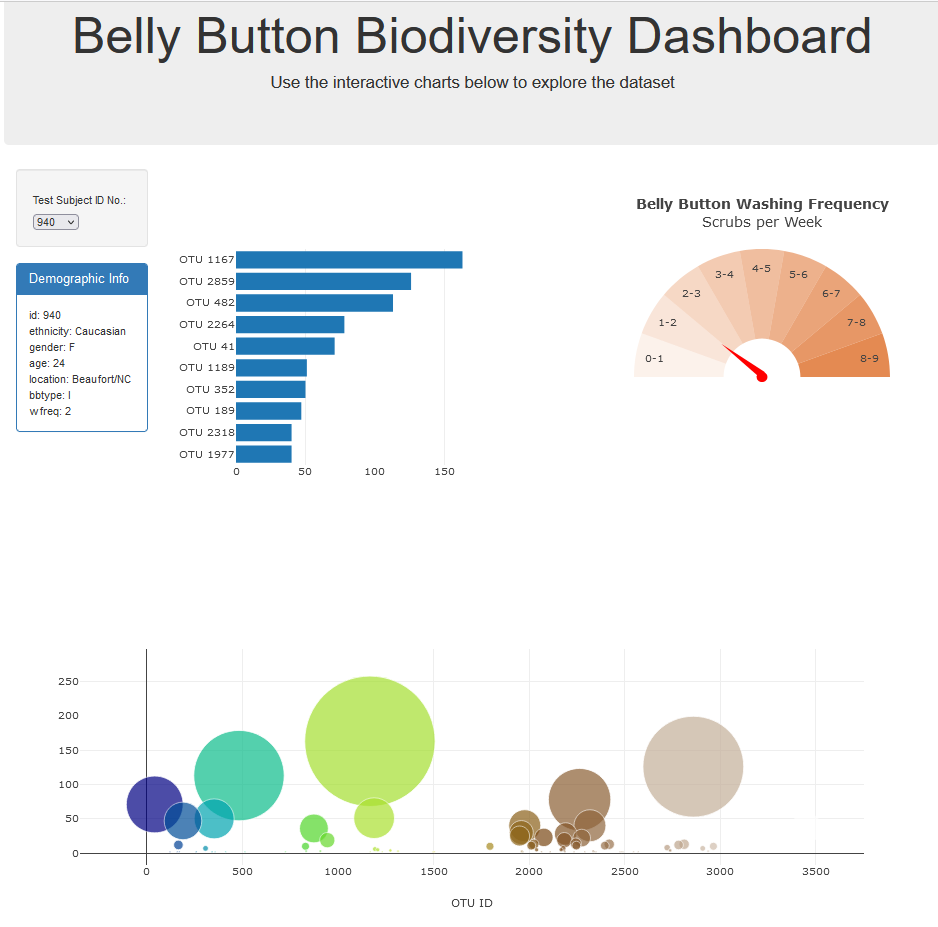 Belly Button Biodiversity Dashboard
Use the interactive charts below to explore the dataset
Test Subject ID No.:
940
Demographic Info
id: 940
ethnicity: Caucasian
gender: F
age: 24
location: Beaufort/NC
bbtype: I
wfreq: 2
OTU 1167
OTU 2859
OTU 482
OTU 2264
OTU 41
OTU 1189
OTU 352
OTU 189
OTU 2318
OTU 1977
0 50 100 150
Belly Button Washing Frequency
Scrubs per Week
0-1
1-2
2-3
3-4
4-5
5-6
6-7
7-8
8-9
250
200
150
100
50
0
0 500 1000 1500 2000 2500 3000 3500
OTU ID